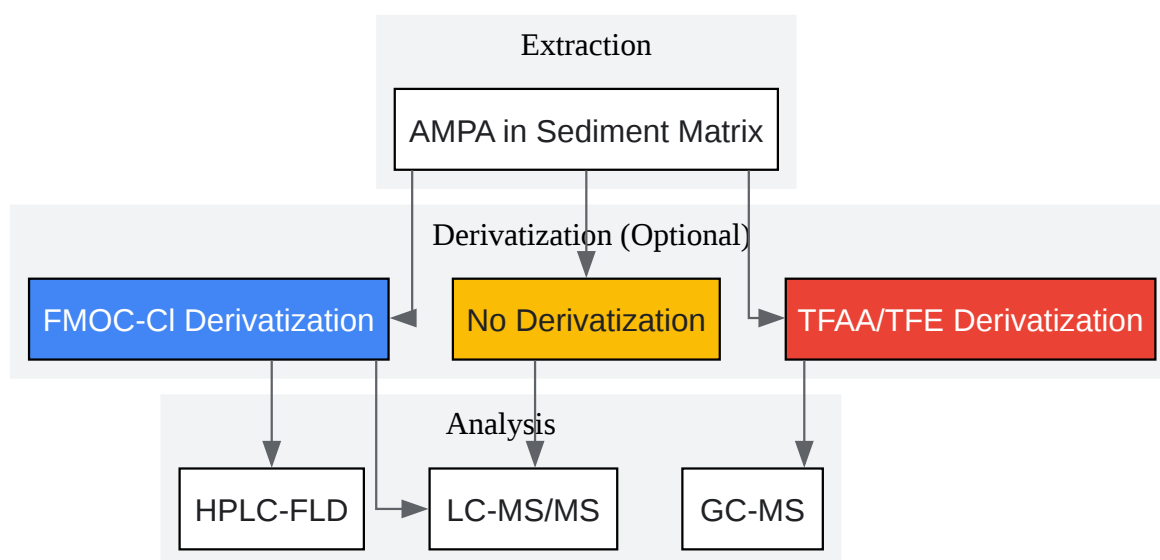 Extraction
AMPA in Sediment Matrix
Derivatization (Optional)
FMOC-Cl Derivatization
No Derivatization
TFAA/TFE Derivatization
Analysis
HPLC-FLD
LC-MS/MS
GC-MS